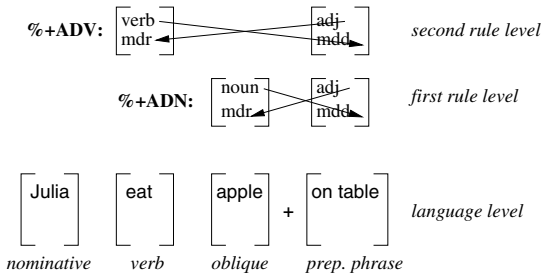 %+ADV: verb adj second rule level
mdr mdd
%+ADN: noun adj first rule level
mdr mdd
Julia eat apple + on table language level
nominative verb oblique prep. phrase